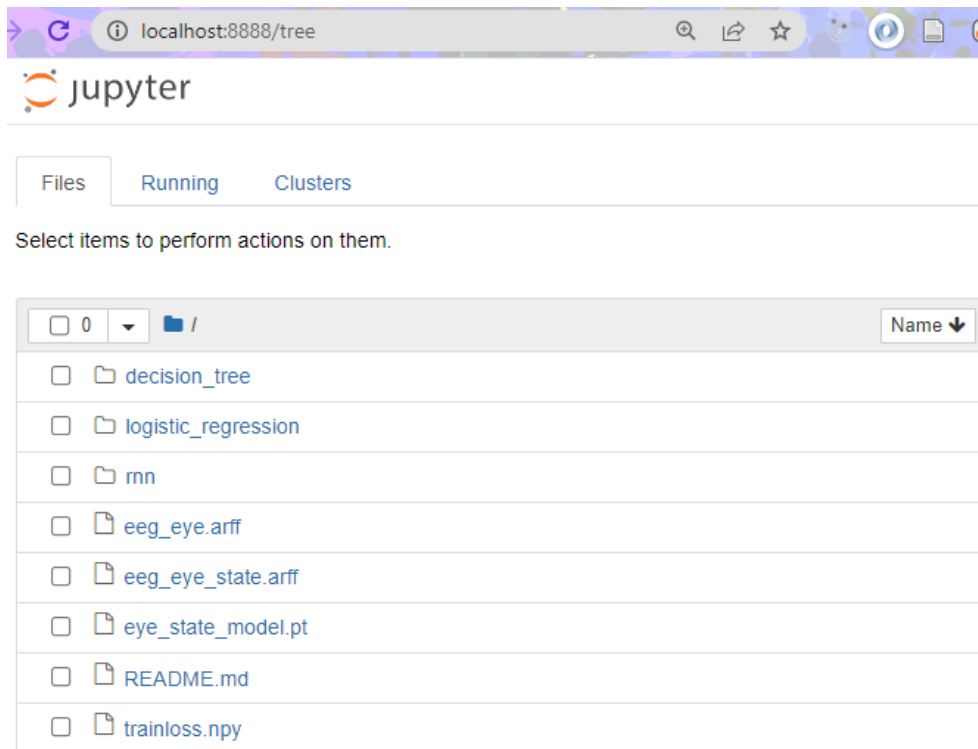 localhost:8888/tree
jupyter
Files Running Clusters
Select items to perform actions on them.
0 / Name
decision_tree
logistic_regression
rnn
eeg_eye.arff
eeg_eye_state.arff
eye_state_model.pt
README.md
trainloss.npy